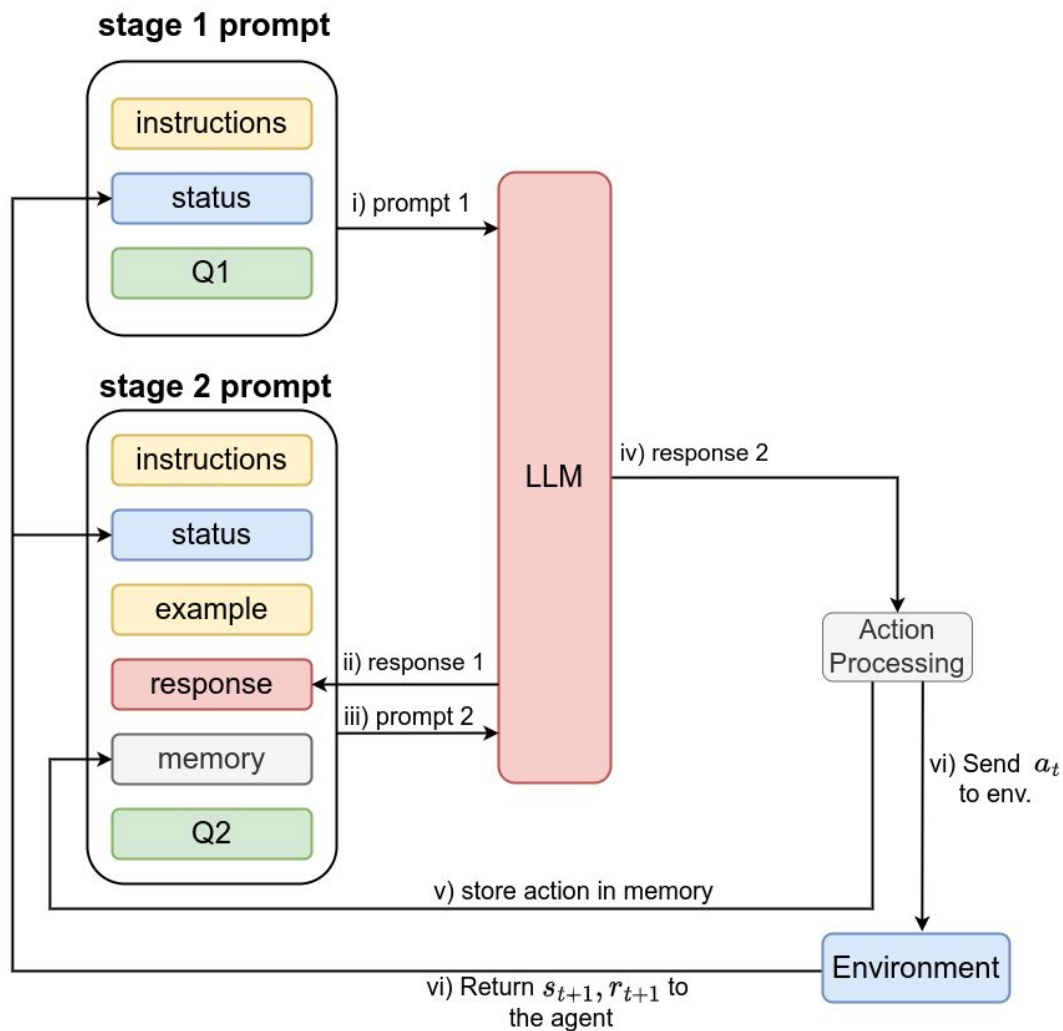 stage 1 prompt
instructions
status
Q1
i) prompt 1
stage 2 prompt
instructions
status
example
response
memory
Q2
ii) response 1
iii) prompt 2
LLM
iv) response 2
Action
Processing
vi) Send a_t
to env.
v) store action in memory
Environment
vi) Return s_{t+1}, r_{t+1} to
the agent